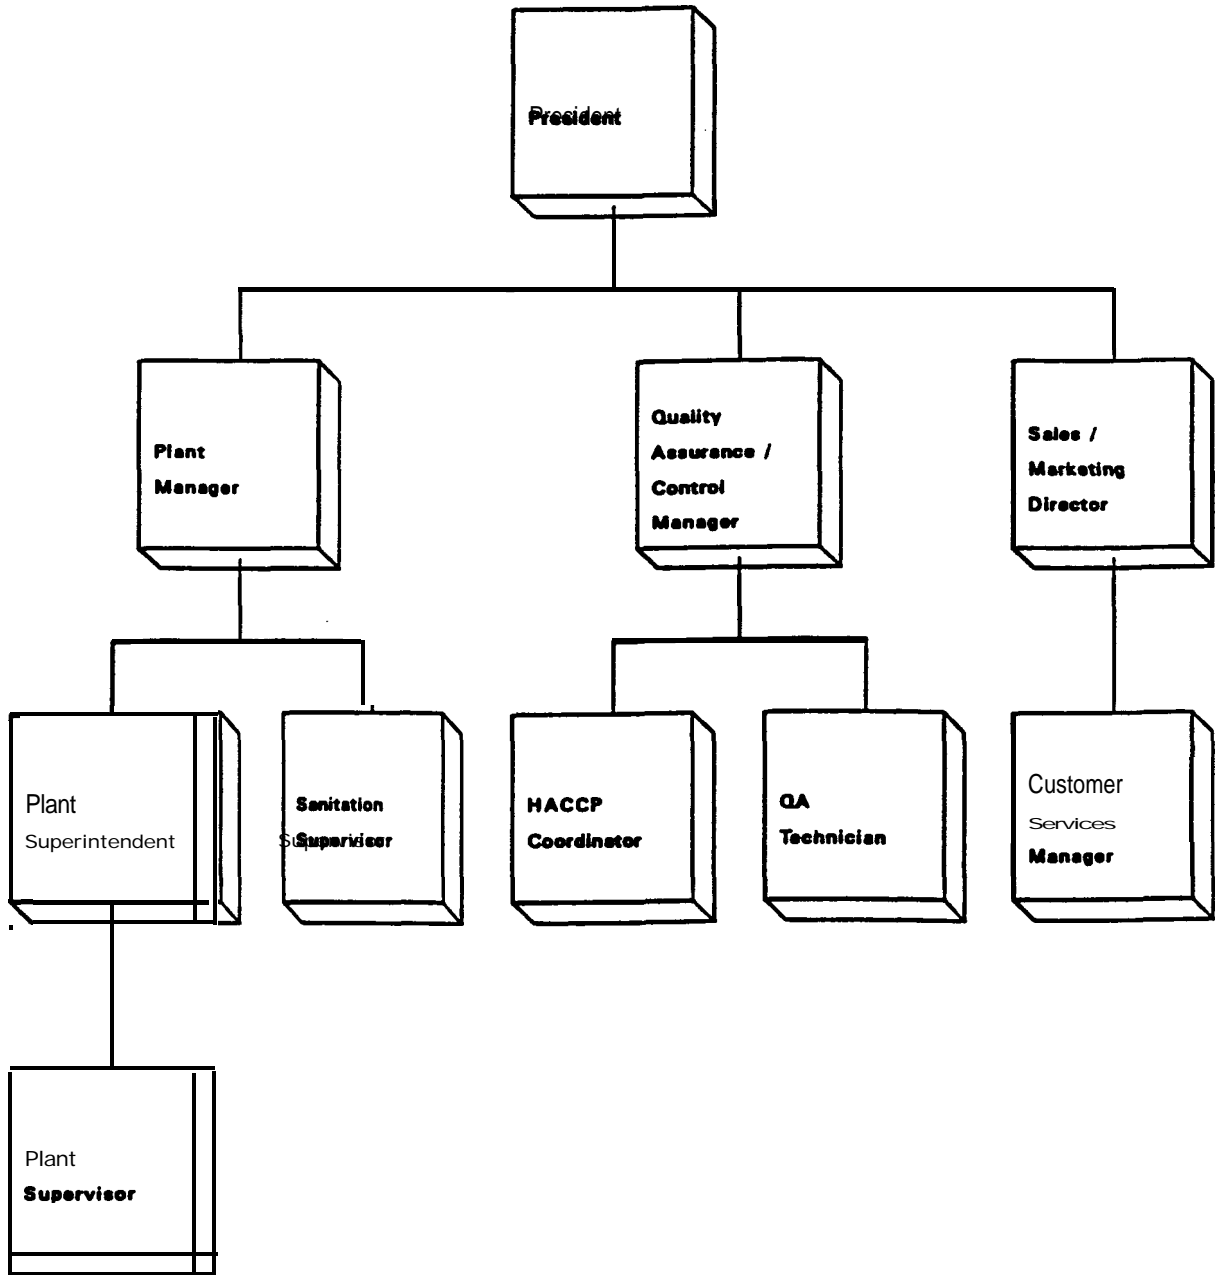 President
Plant
Manager
Quality
Assurance /
Control
Manager
Sales /
Marketing
Director
Plant
Superintendent
Sanitation
Supervisor
HACCP
Coordinator
QA
Technician
Customer
Services
Manager
Plant
Supervisor